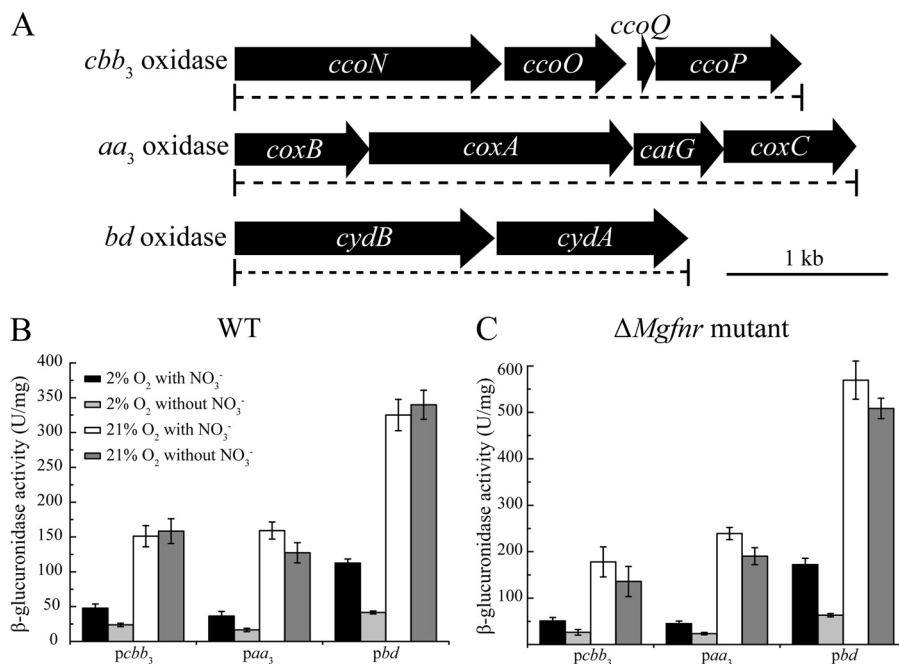 A
ccoQ
cbb3 oxidase ccoN ccoO ccoP
aa3 oxidase coxB coxA catG coxC
bd oxidase cydB cydA
1 kb
B WT
β-glucuronidase activity (U/mg)
400
350
300
250
200
150
100
50
0
2% O2 with NO3-
2% O2 without NO3-
21% O2 with NO3-
21% O2 without NO3-
pcbb3 paa3 pbd
C ΔMgfnr mutant
β-glucuronidase activity (U/mg)
600
500
400
300
200
100
pcbb3 paa3 pbd